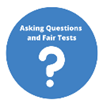 Asking Questions
and Fair Tests
?